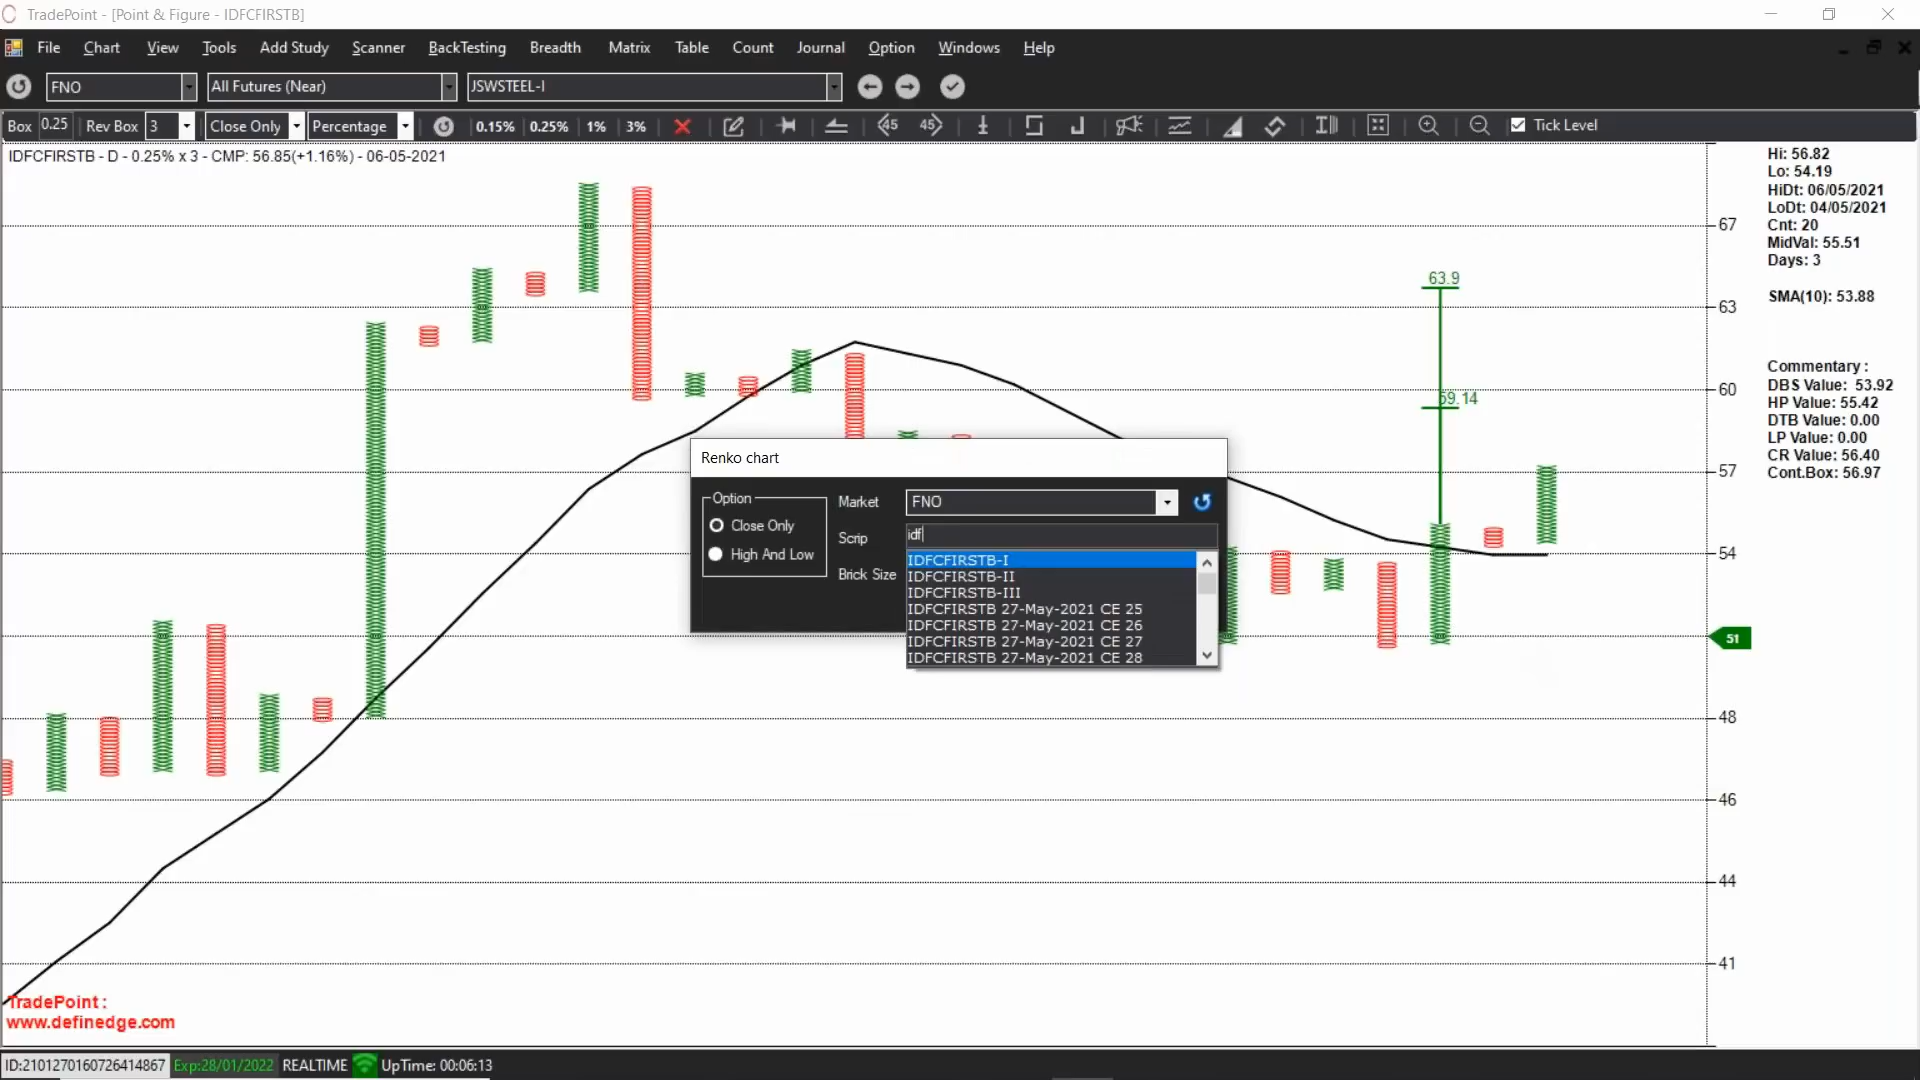 TradePoint - [Point & Figure - IDFCFIRSTB]
File Chart View Tools Add Study Scanner BackTesting Breadth Matrix Table Count Journal Option Windows Help
FNO All Futures (Near) JSWSTEEL-I
Box 0.25 Rev Box 3 Close Only Percentage 0.15% 0.25% 1% 3% 45 45 Tick Level
IDFCFIRSTB - D - 0.25% x 3 - CMP: 56.85(+1.16%) - 06-05-2021
Hi: 56.82
Lo: 54.19
HiDt: 06/05/2021
LoDt: 04/05/2021
Cnt: 20
MidVal: 55.51
Days: 3
SMA(10): 53.88
Commentary :
DBS Value: 53.92
HP Value: 55.42
DTB Value: 0.00
LP Value: 0.00
CR Value: 56.40
Cont.Box: 56.97
67
63
60
57
54
51
48
46
44
41
63.9
59.14
Renko chart
Option
Close Only
High And Low
Market FNO
Scrip idf
Brick Size
IDFCFIRSTB-I
IDFCFIRSTB-II
IDFCFIRSTB-III
IDFCFIRSTB 27-May-2021 CE 25
IDFCFIRSTB 27-May-2021 CE 26
IDFCFIRSTB 27-May-2021 CE 27
IDFCFIRSTB 27-May-2021 CE 28
TradePoint :
www.definedge.com
ID:2101270160726414867 Exp:28/01/2022 REALTIME UpTime: 00:06:13